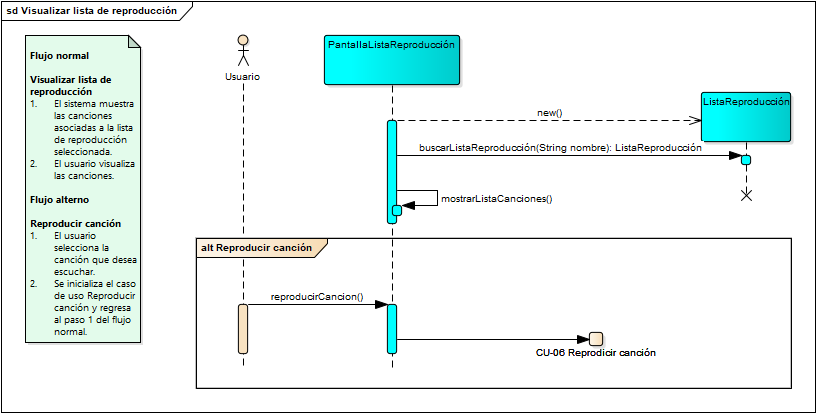 sd Visualizar lista de reproducción
Flujo normal
Visualizar lista de
reproducción
1. El sistema muestra
las canciones
asociadas a la lista
de reproducción
seleccionada.
2. El usuario visualiza
las canciones.
Flujo alterno
Reproducir canción
1. El usuario
selecciona la
canción que desea
escuchar.
2. Se inicializa el caso
de uso Reproducir
canción y regresa
al paso 1 del flujo
normal.
Usuario
PantallaListaReproducción
new()
ListaReproducción
buscarListaReproducción(String nombre): ListaReproducción
mostrarListaCanciones()
alt Reproducir canción
reproducirCancion()
CU-06 Reprodicir canción